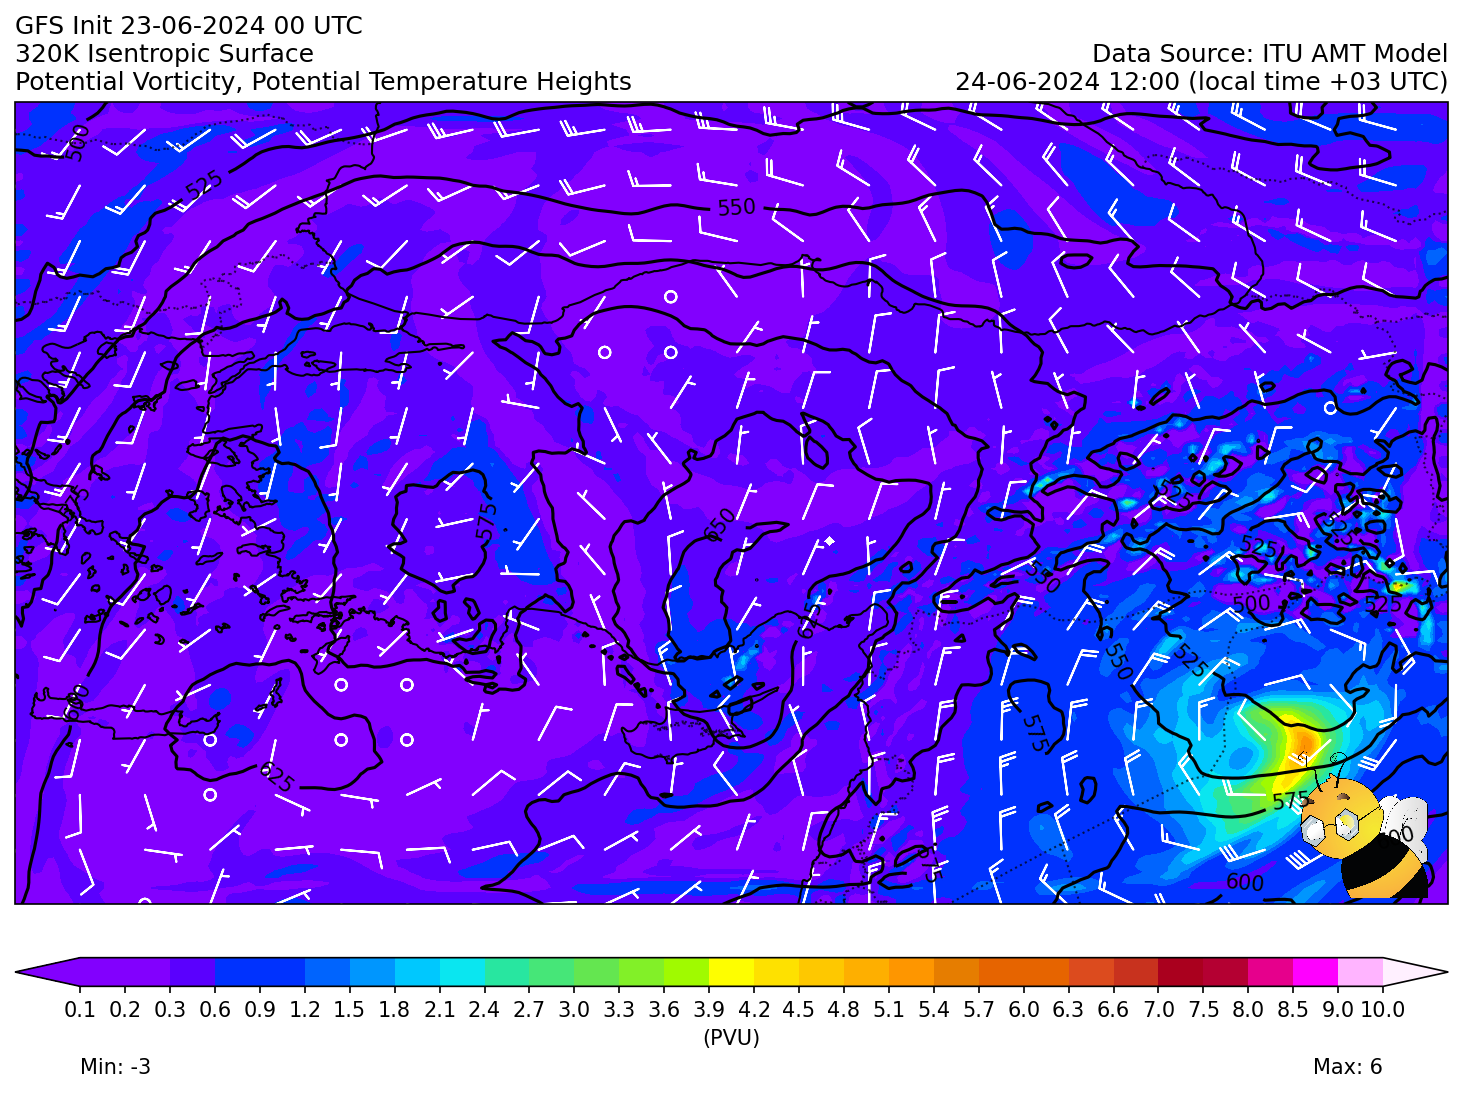 GFS Init 23-06-2024 00 UTC
320K Isentropic Surface
Data Source: ITU AMT Model
Potential Vorticity, Potential Temperature Heights
24-06-2024 12:00 (local time +03 UTC)
500
525
550
575
650
625
525
525
550
500
525
525
550
575
600
625
575
575
600
0.1 0.2 0.3 0.6 0.9 1.2 1.5 1.8 2.1 2.4 2.7 3.0 3.3 3.6 3.9 4.2 4.5 4.8 5.1 5.4 5.7 6.0 6.3 6.6 7.0 7.5 8.0 8.5 9.0 10.0
(PVU)
Min: -3
Max: 6